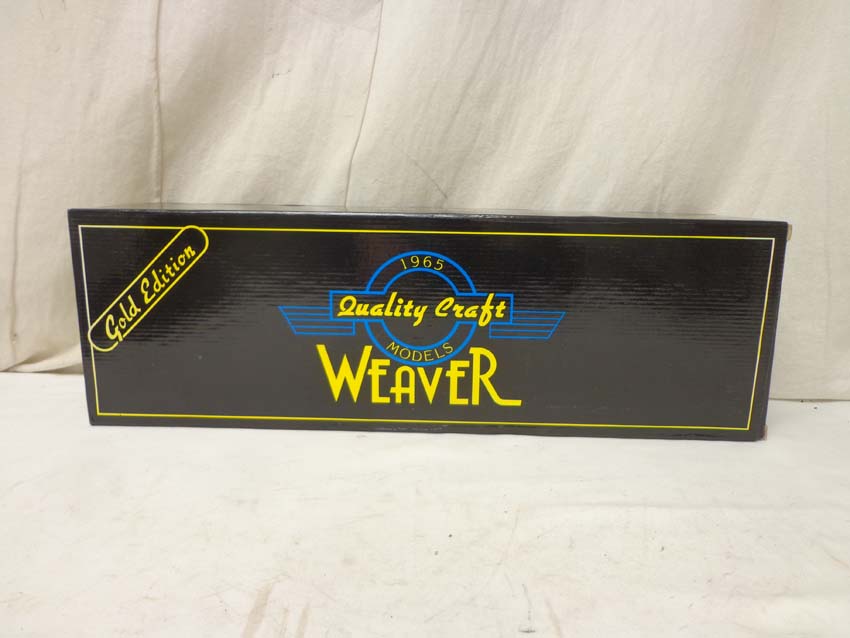 Gold Edition
1965
Quality Craft
MODELS
WEAVER